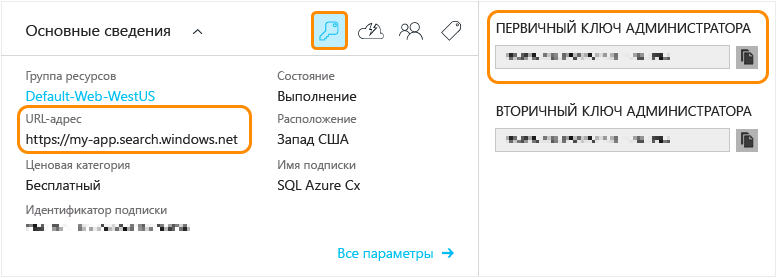 Основные сведения
Группа ресурсов
Default-Web-WestUS
URL-адрес
https://my-app.search.windows.net
Ценовая категория
Бесплатный
Идентификатор подписки
Состояние
Выполнение
Расположение
Запад США
Имя подписки
SQL Azure Cx
Все параметры
ПЕРВИЧНЫЙ КЛЮЧ АДМИНИСТРАТОРА
ВТОРИЧНЫЙ КЛЮЧ АДМИНИСТРАТОРА